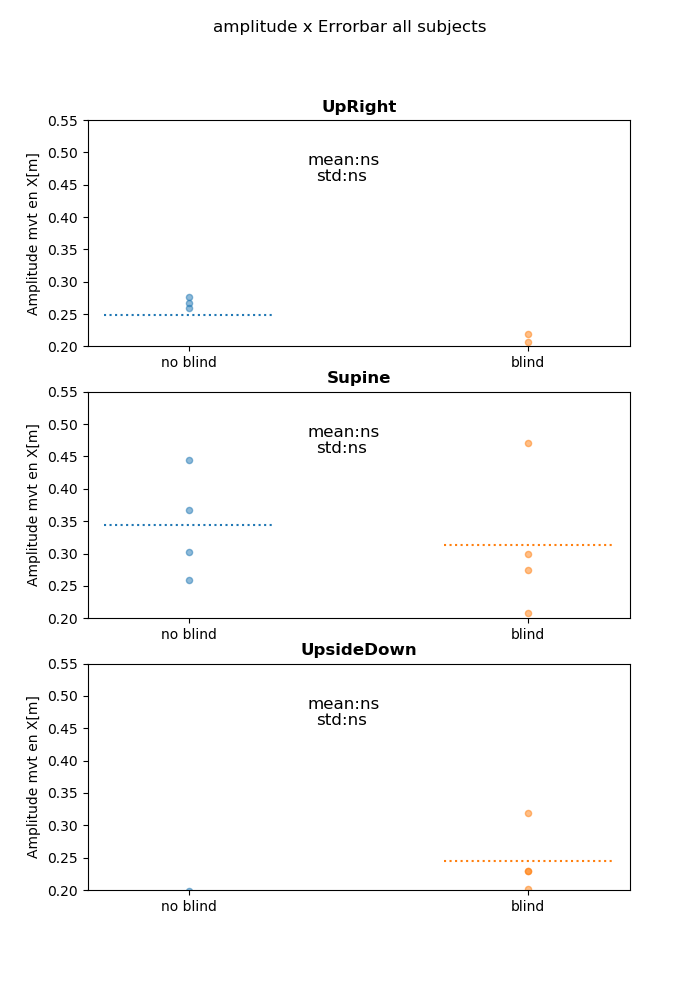 amplitude x Errorbar all subjects
UpRight
Amplitude mvt en X[m]
0.55
0.50
0.45
0.40
0.35
0.30
0.25
0.20
mean:ns
std:ns
no blind
blind
Supine
Amplitude mvt en X[m]
0.55
0.50
0.45
0.40
0.35
0.30
0.25
0.20
mean:ns
std:ns
no blind
blind
UpsideDown
Amplitude mvt en X[m]
0.55
0.50
0.45
0.40
0.35
0.30
0.25
0.20
mean:ns
std:ns
no blind
blind